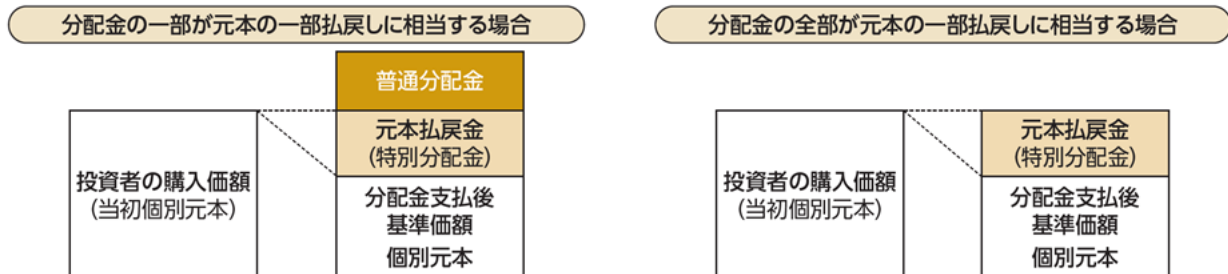 分配金の一部が元本の一部払戻しに相当する場合
普通分配金
元本払戻金
(特別分配金)
投資者の購入価額
(当初個別元本)
分配金支払後
基準価額
個別元本
分配金の全部が元本の一部払戻しに相当する場合
元本払戻金
(特別分配金)
投資者の購入価額
(当初個別元本)
分配金支払後
基準価額
個別元本